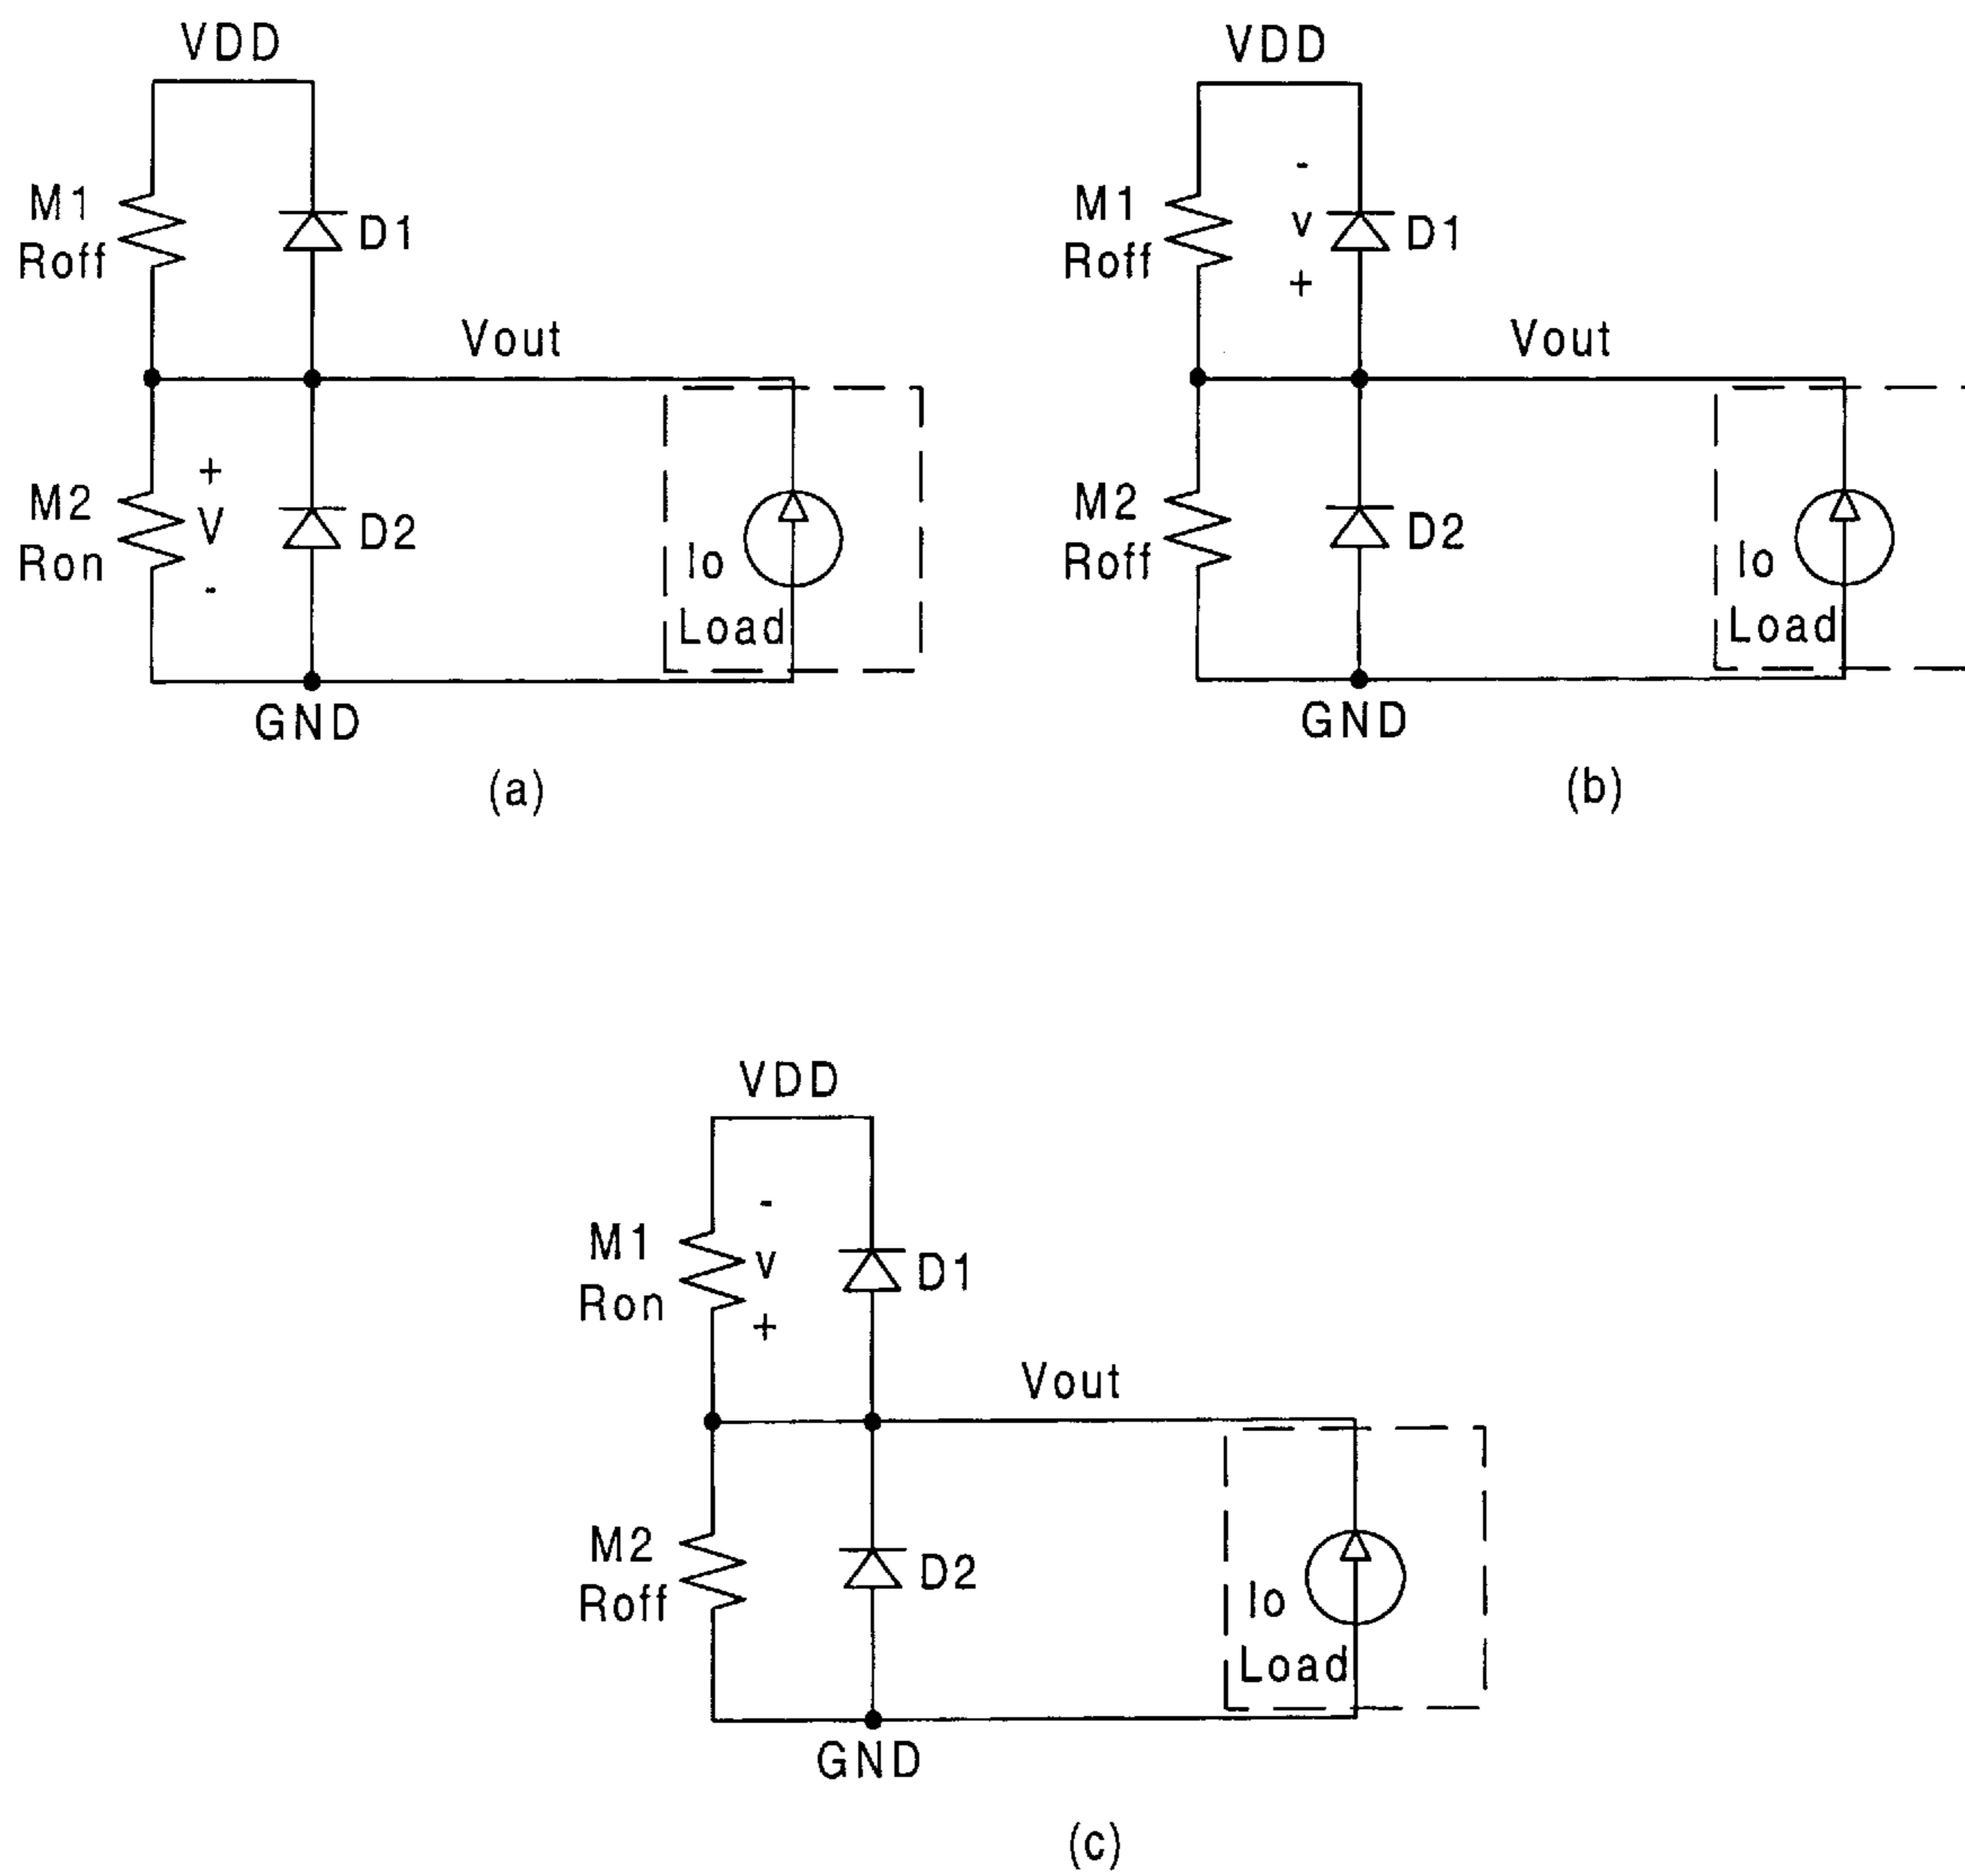 VDD
M1
Roff
D1
Vout
+
M2
V
Ron
-
D2
Io
Load
GND
(a)
VDD
-
M1
v
D1
Roff
+
Vout
M2
Roff
D2
Io
Load
GND
(b)
VDD
-
M1
v
D1
Ron
+
Vout
M2
Roff
D2
Io
Load
GND
(c)